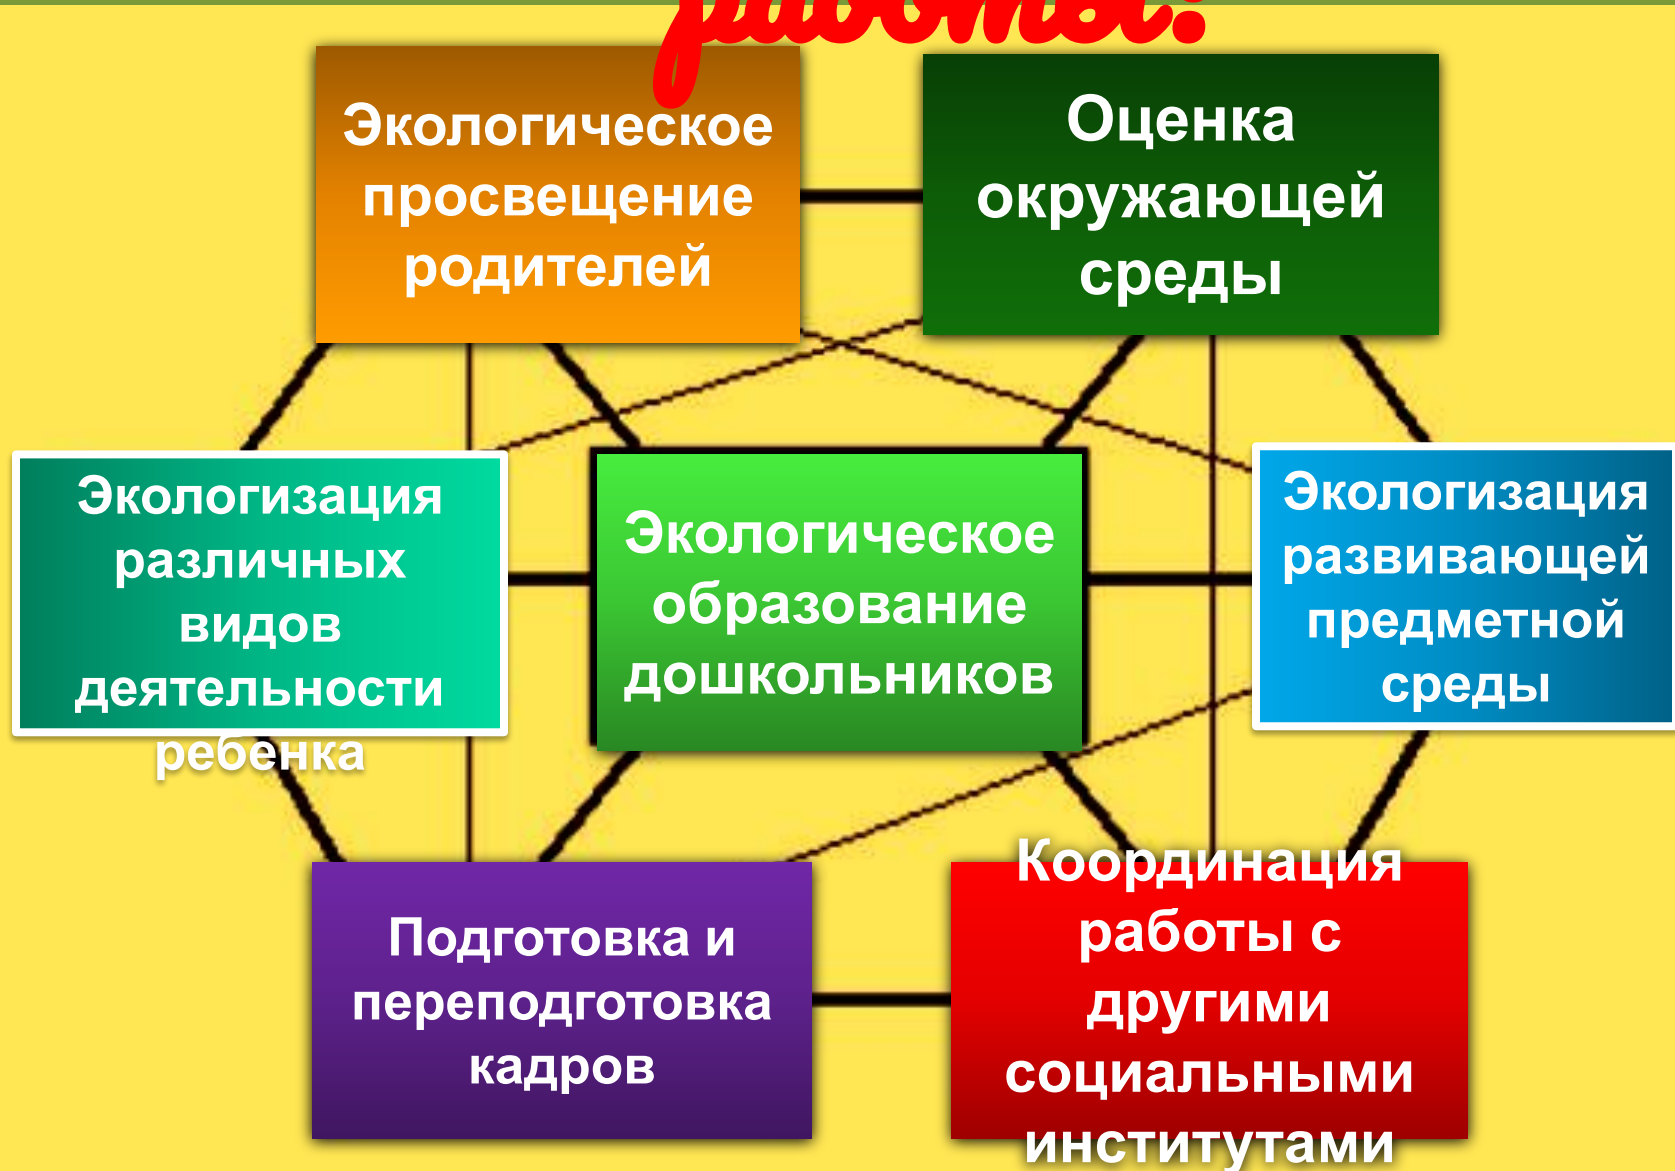 работы:
Экологическое
просвещение
родителей
Оценка
окружающей
среды
Экологизация
различных
видов
деятельности
ребенка
Экологическое
образование
дошкольников
Экологизация
развивающей
предметной
среды
Подготовка и
переподготовка
кадров
Координация
работы с
другими
социальными
институтами